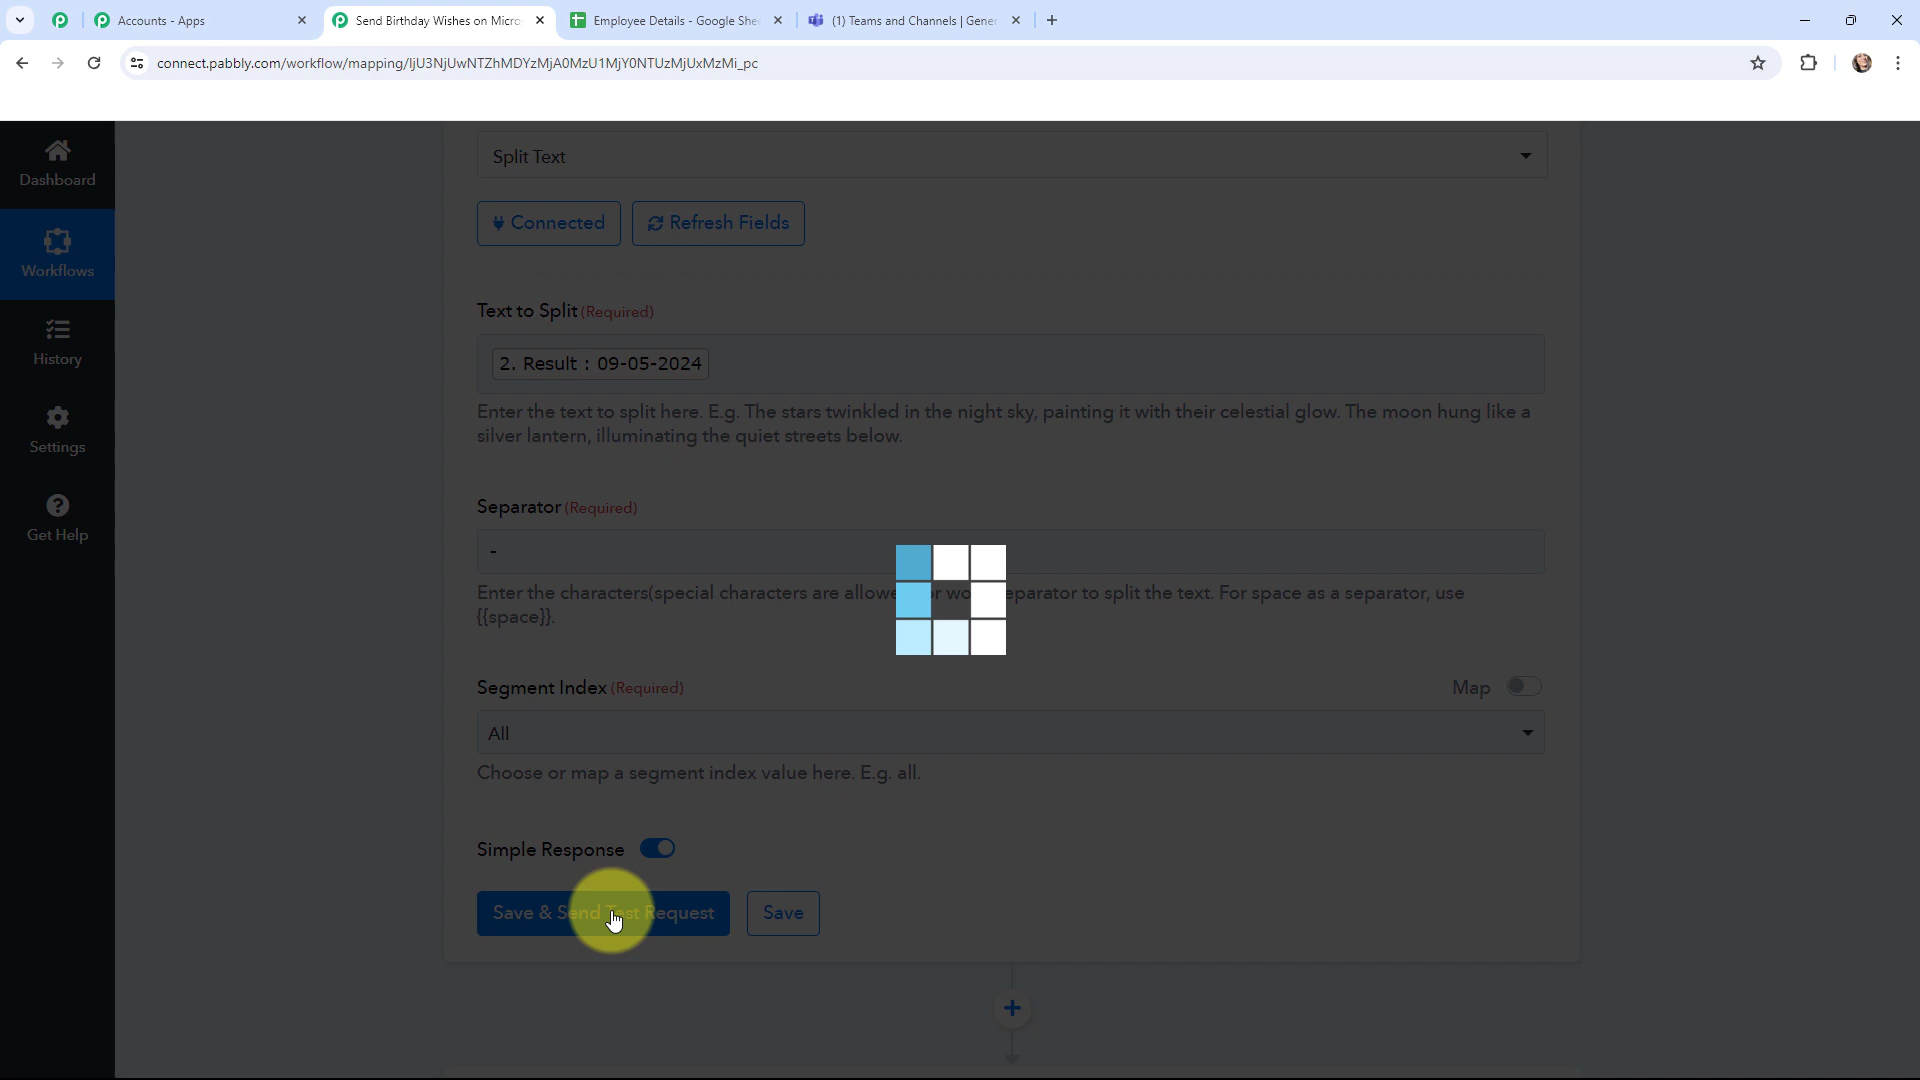 Accounts - Apps
Send Birthday Wishes on Micro
Employee Details - Google She
(1) Teams and Channels | Gener
connect.pabbly.com/workflow/mapping/IjU3NjUwNTZhMDYzMjA0MzU1MjY0NTUzMjUxMzMi_pc
Dashboard
Workflows
History
Settings
Get Help
Split Text
Connected
Refresh Fields
Text to Split (Required)
2. Result : 09-05-2024
Enter the text to split here. E.g. The stars twinkled in the night sky, painting it with their celestial glow. The moon hung like a
silver lantern, illuminating the quiet streets below.
Separator (Required)
-
Enter the characters(special characters are allowe or wo eparator to split the text. For space as a separator, use
{{space}}.
Segment Index (Required)
Map
All
Choose or map a segment index value here. E.g. all.
Simple Response
Save & Send Test Request
Save